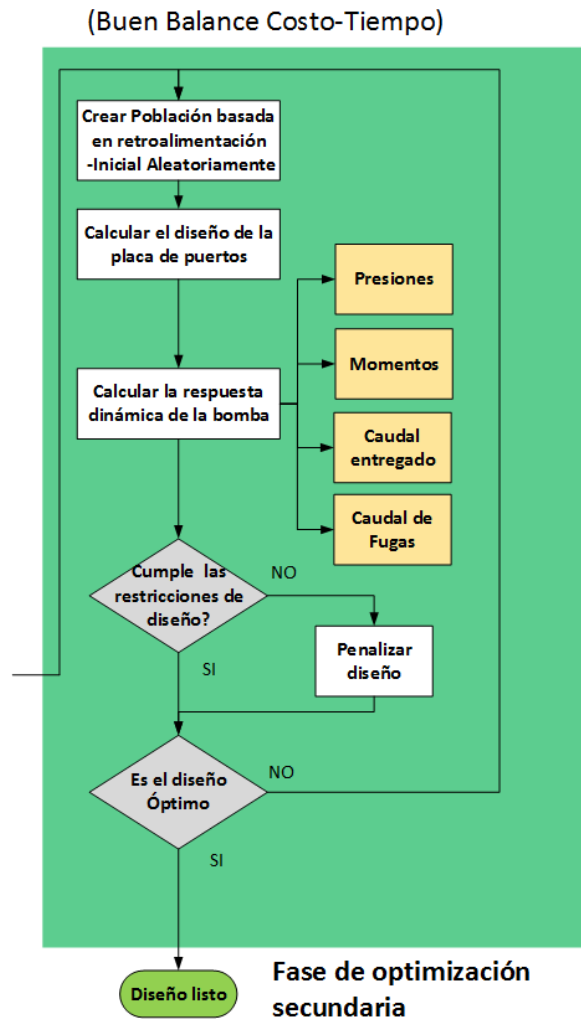 (Buen Balance Costo-Tiempo)
Crear Población basada
en retroalimentación
-Inicial Aleatoriamente
Calcular el diseño de la
placa de puertos
Presiones
Momentos
Calcular la respuesta
dinámica de la bomba
Caudal
entregado
Caudal de
Fugas
Cumple las
restricciones de
diseño?
NO
Penalizar
diseño
SI
Es el diseño
Óptimo
NO
SI
Diseño listo
Fase de optimización
secundaria